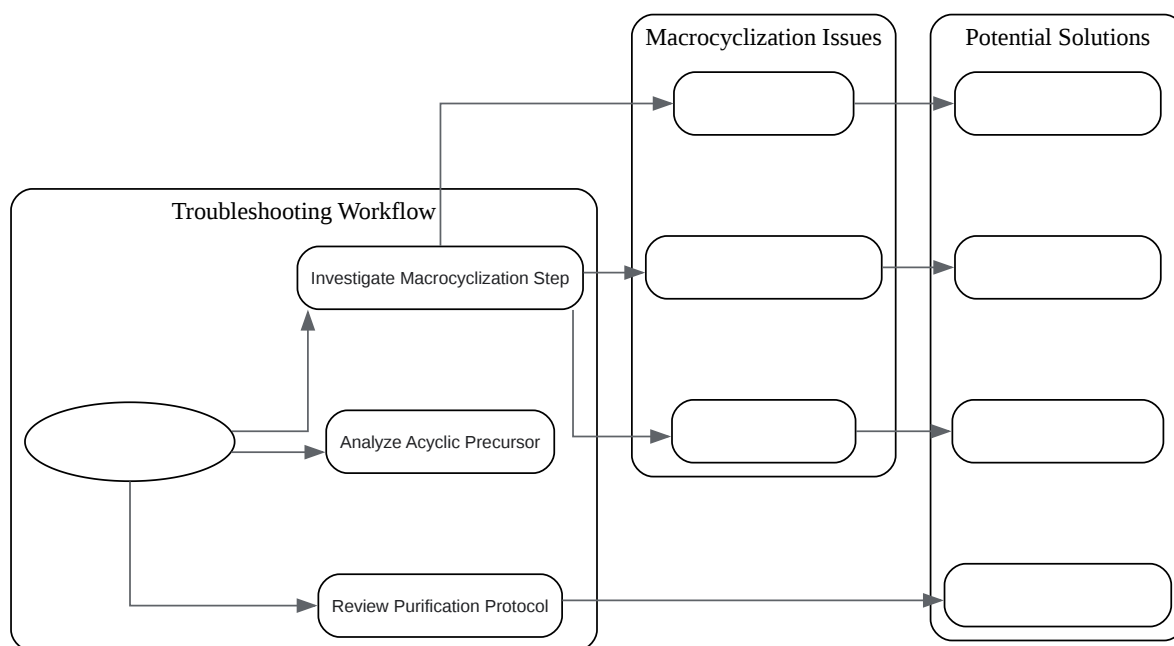 Macrocyclization Issues
Potential Solutions
Troubleshooting Workflow
Investigate Macrocyclization Step
Analyze Acyclic Precursor
Review Purification Protocol